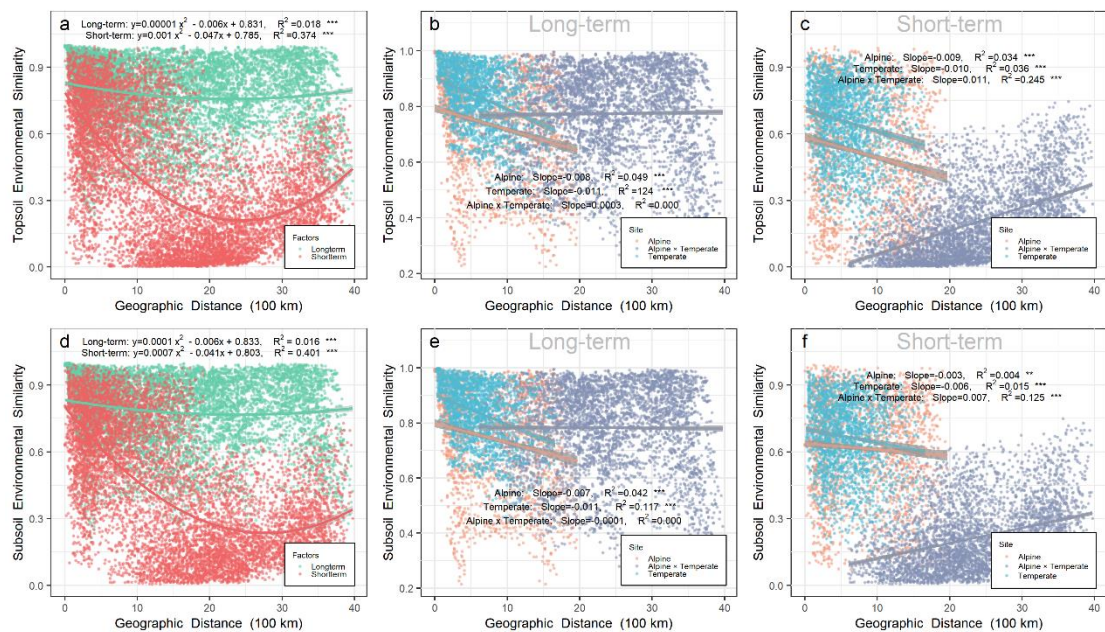 a
Long-term: y=0.00001 x² - 0.006x + 0.831, R²=0.018 ***
Short-term: y=0.001 x² - 0.047x + 0.785, R²=0.374 ***
Topsoil Environmental Similarity
0.9
0.6
0.3
0.0
Factors
Longterm
Shortterm
0 10 20 30 40
Geographic Distance (100 km)
b
Long-term
Topsoil Environmental Similarity
1.0
0.8
0.6
0.4
0.2
Alpine: Slope=-0.008, R²=0.049 ***
Temperate: Slope=-0.011, R²=124 ***
Alpine x Temperate: Slope=0.0003, R²=0.000
Site
Alpine
Alpine × Temperate
Temperate
0 10 20 30 40
Geographic Distance (100 km)
c
Short-term
Alpine: Slope=-0.009, R²=0.034 ***
Temperate: Slope=-0.010, R²=0.036 ***
Alpine x Temperate: Slope=0.011, R²=0.245 ***
Topsoil Environmental Similarity
0.9
0.6
0.3
0.0
Site
Alpine
Alpine × Temperate
Temperate
0 10 20 30 40
Geographic Distance (100 km)
d
Long-term: y=0.0001 x² - 0.006x + 0.833, R² = 0.016 ***
Short-term: y=0.0007 x² - 0.041x + 0.803, R² = 0.401 ***
Subsoil Environmental Similarity
0.9
0.6
0.3
0.0
Factors
Longterm
Shortterm
0 10 20 30 40
Geographic Distance (100 km)
e
Long-term
Subsoil Environmental Similarity
1.0
0.8
0.6
0.4
0.2
Alpine: Slope=-0.007, R²=0.042 ***
Temperate: Slope=-0.011, R²=0.117 ***
Alpine x Temperate: Slope=-0.0001, R²=0.000
Site
Alpine
Alpine × Temperate
Temperate
0 10 20 30 40
Geographic Distance (100 km)
f
Short-term
Alpine: Slope=-0.003, R²=0.004 **
Temperate: Slope=-0.006, R²=0.015 ***
Alpine x Temperate: Slope=0.007, R²=0.125 ***
Subsoil Environmental Similarity
0.9
0.6
0.3
0.0
Site
Alpine
Alpine × Temperate
Temperate
0 10 20 30 40
Geographic Distance (100 km)